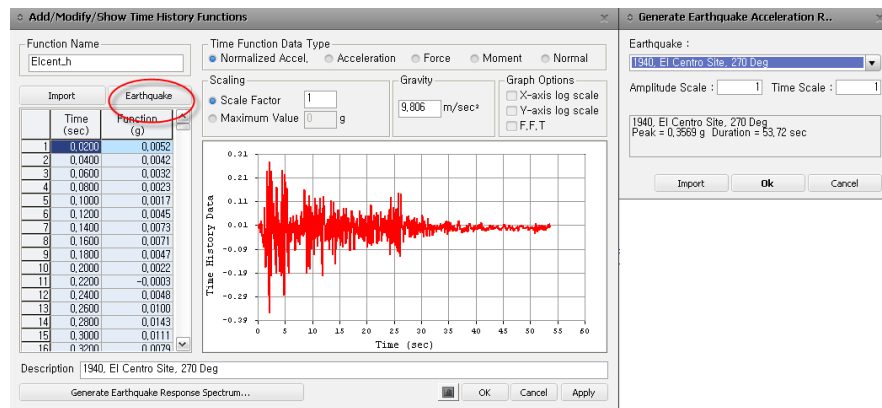 Add/Modify/Show Time History Functions
Function Name
Elcent_h
Import Earthquake
Time (sec) Function (g)
1 0,0200 0,0052
2 0,0400 0,0042
3 0,0600 0,0032
4 0,0800 0,0023
5 0,1000 0,0017
6 0,1200 0,0045
7 0,1400 0,0073
8 0,1600 0,0071
9 0,1800 0,0047
10 0,2000 0,0022
11 0,2200 -0,0003
12 0,2400 0,0048
13 0,2600 0,0100
14 0,2800 0,0143
15 0,3000 0,0111
16 0,3200 0,0079
Time Function Data Type
Normalized Accel, Acceleration Force Moment Normal
Scaling
Scale Factor 1
Maximum Value 0 g
Gravity
9,806 m/sec²
Graph Options
X-axis log scale
Y-axis log scale
F,F,T
Time History Data
0.31
0.21
0.11
0.01
-0.09
-0.19
-0.29
-0.39
0 5 10 15 20 25 30 35 40 45 50 55 60
Time (sec)
Description 1940, El Centro Site, 270 Deg
Generate Earthquake Response Spectrum...
OK Cancel Apply
Generate Earthquake Acceleration R..
Earthquake :
1940, El Centro Site, 270 Deg
Amplitude Scale : 1 Time Scale : 1
1940, El Centro Site, 270 Deg
Peak = 0,3569 g Duration = 53,72 sec
Import Ok Cancel